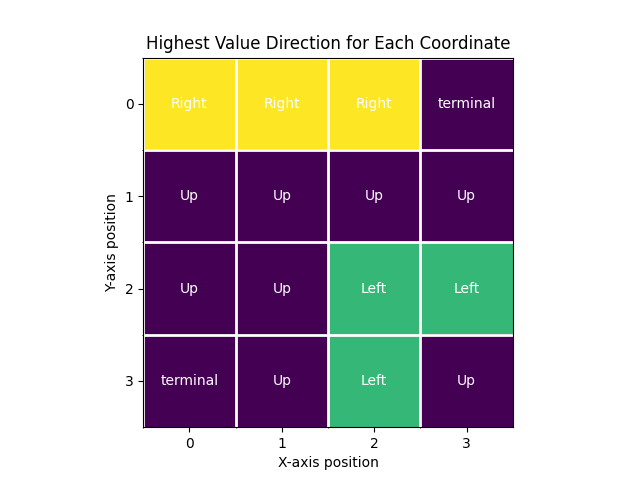 Highest Value Direction for Each Coordinate
0 Right Right Right terminal
1 Up Up Up Up
Y-axis position
2 Up Up Left Left
3 terminal Up Left Up
0 1 2 3
X-axis position